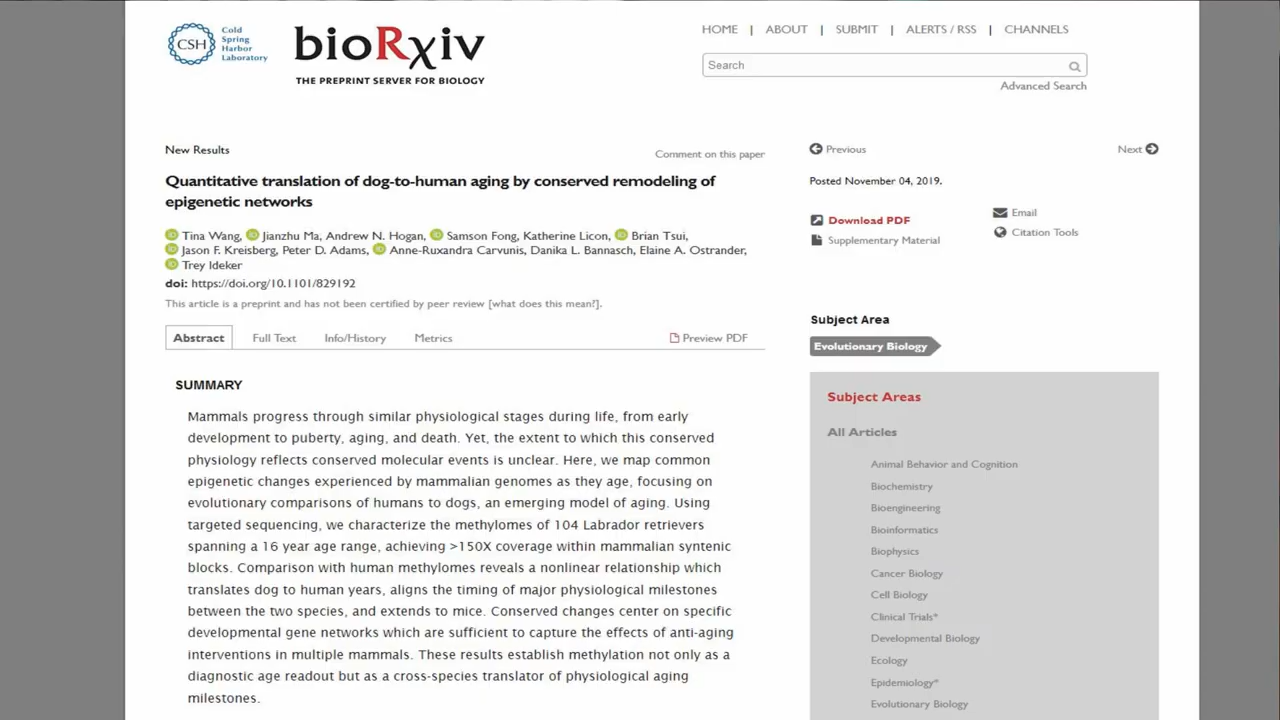 CSH
Cold
Spring
Harbor
Laboratory
bioRxiv
THE PREPRINT SERVER FOR BIOLOGY
HOME | ABOUT | SUBMIT | ALERTS / RSS | CHANNELS
Search
Advanced Search
New Results
Comment on this paper
Quantitative translation of dog-to-human aging by conserved remodeling of
epigenetic networks
Tina Wang, Jianzhu Ma, Andrew N. Hogan, Samson Fong, Katherine Licon, Brian Tsui,
Jason F. Kreisberg, Peter D. Adams, Anne-Ruxandra Carvunis, Danika L. Bannasch, Elaine A. Ostrander,
Trey Ideker
doi: https://doi.org/10.1101/829192
This article is a preprint and has not been certified by peer review [what does this mean?].
Abstract Full Text Info/History Metrics Preview PDF
SUMMARY
Mammals progress through similar physiological stages during life, from early
development to puberty, aging, and death. Yet, the extent to which this conserved
physiology reflects conserved molecular events is unclear. Here, we map common
epigenetic changes experienced by mammalian genomes as they age, focusing on
evolutionary comparisons of humans to dogs, an emerging model of aging. Using
targeted sequencing, we characterize the methylomes of 104 Labrador retrievers
spanning a 16 year age range, achieving >150X coverage within mammalian syntenic
blocks. Comparison with human methylomes reveals a nonlinear relationship which
translates dog to human years, aligns the timing of major physiological milestones
between the two species, and extends to mice. Conserved changes center on specific
developmental gene networks which are sufficient to capture the effects of anti-aging
interventions in multiple mammals. These results establish methylation not only as a
diagnostic age readout but as a cross-species translator of physiological aging
milestones.
Previous
Next
Posted November 04, 2019.
Download PDF
Supplementary Material
Email
Citation Tools
Subject Area
Evolutionary Biology
Subject Areas
All Articles
Animal Behavior and Cognition
Biochemistry
Bioengineering
Bioinformatics
Biophysics
Cancer Biology
Cell Biology
Clinical Trials*
Developmental Biology
Ecology
Epidemiology*
Evolutionary Biology